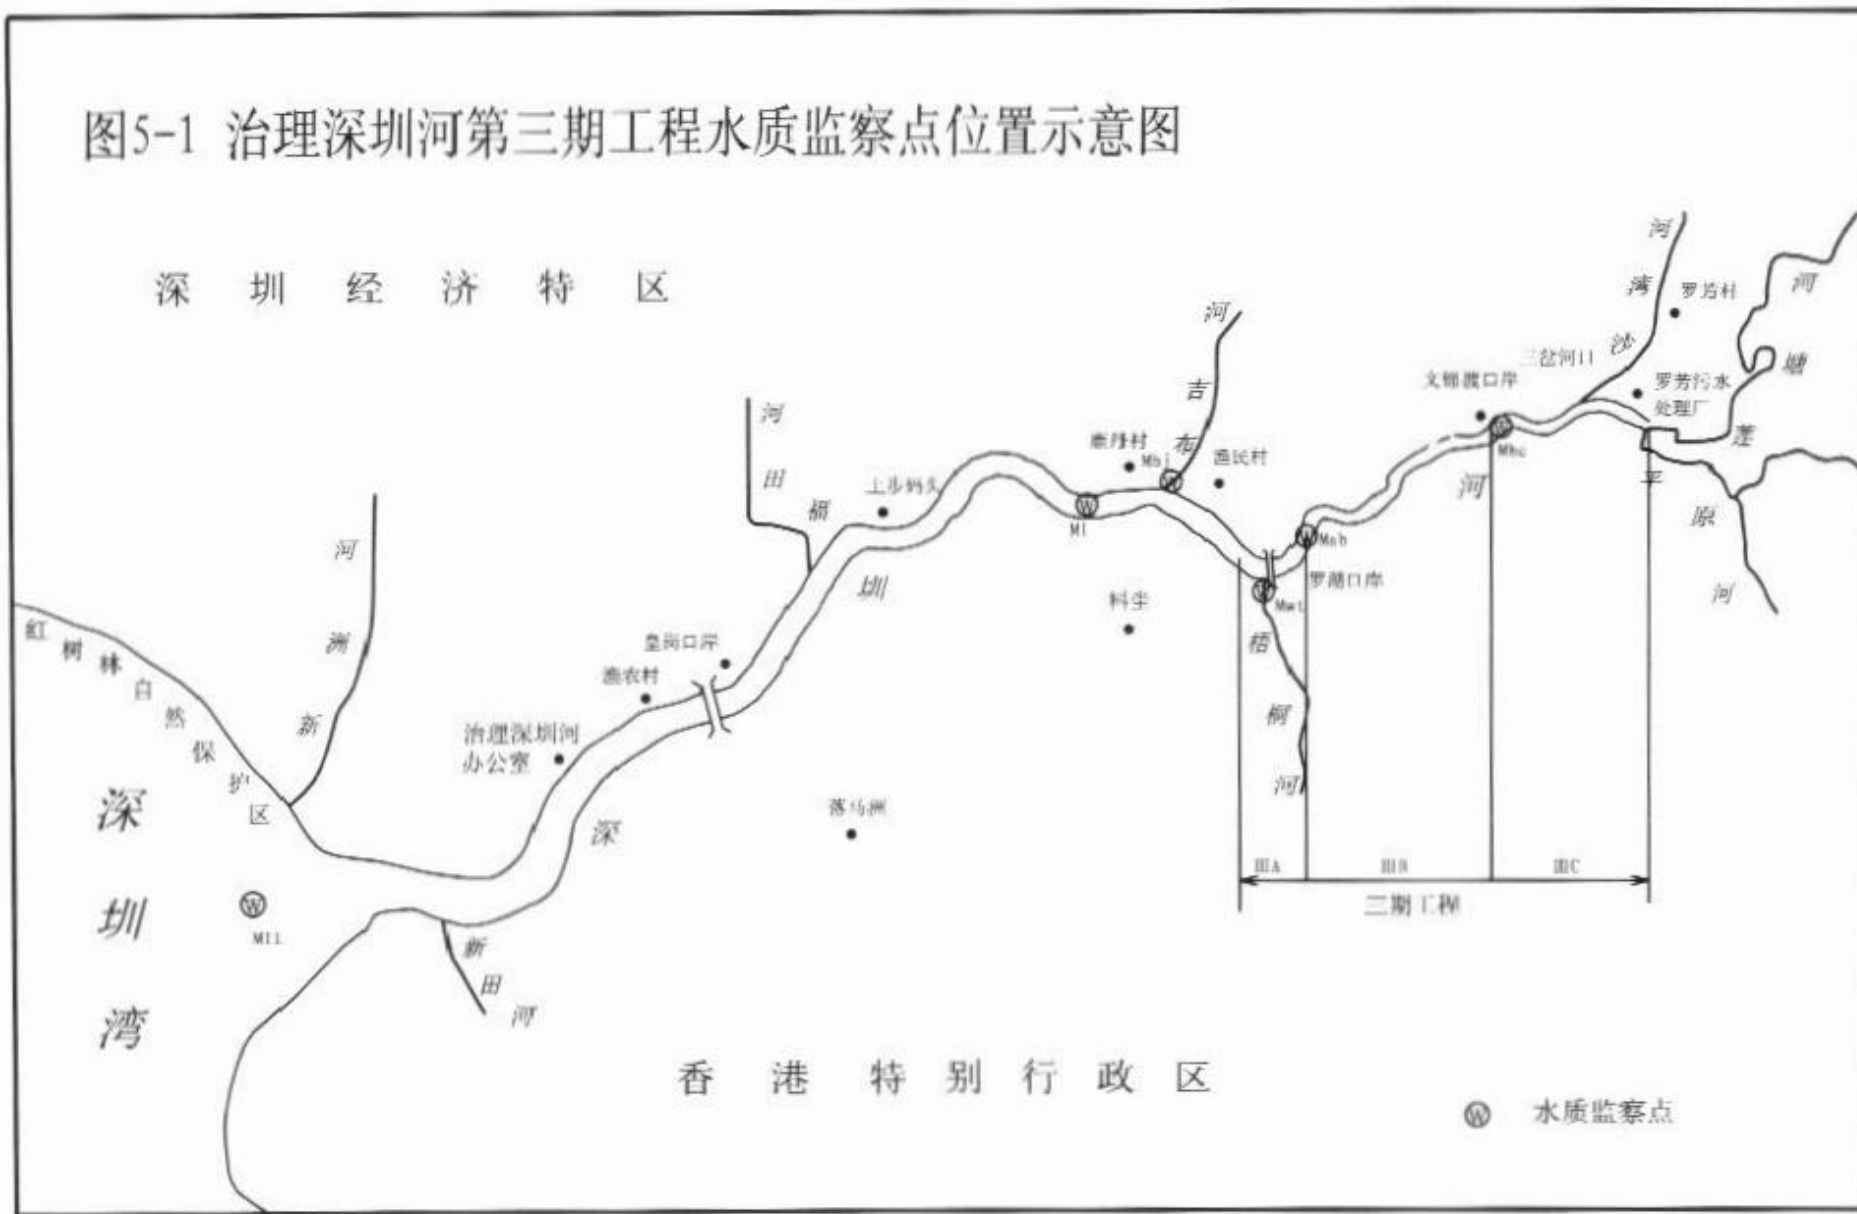 图5-1 治理深圳河第三期工程水质监察点位置示意图
深圳经济特区
河
湾
沙
罗芳村
河
塘
莲
三岔河口
文锦渡口岸
罗芳污水
处理厂
河
吉
布
鹿丹村
渔民村
Mbj
河
田
福
上步码头
MI
Mhc
河
平
原
河
Mab
罗湖口岸
料坐
梧
桐
河
圳
河
洲
新
皇岗口岸
渔农村
治理深圳河
办公室
红树林自然保护区
深
落马洲
深圳湾
MII
IIIA
IIIB
IIIC
三期工程
新
田
河
香港特别行政区
Ⓦ 水质监察点